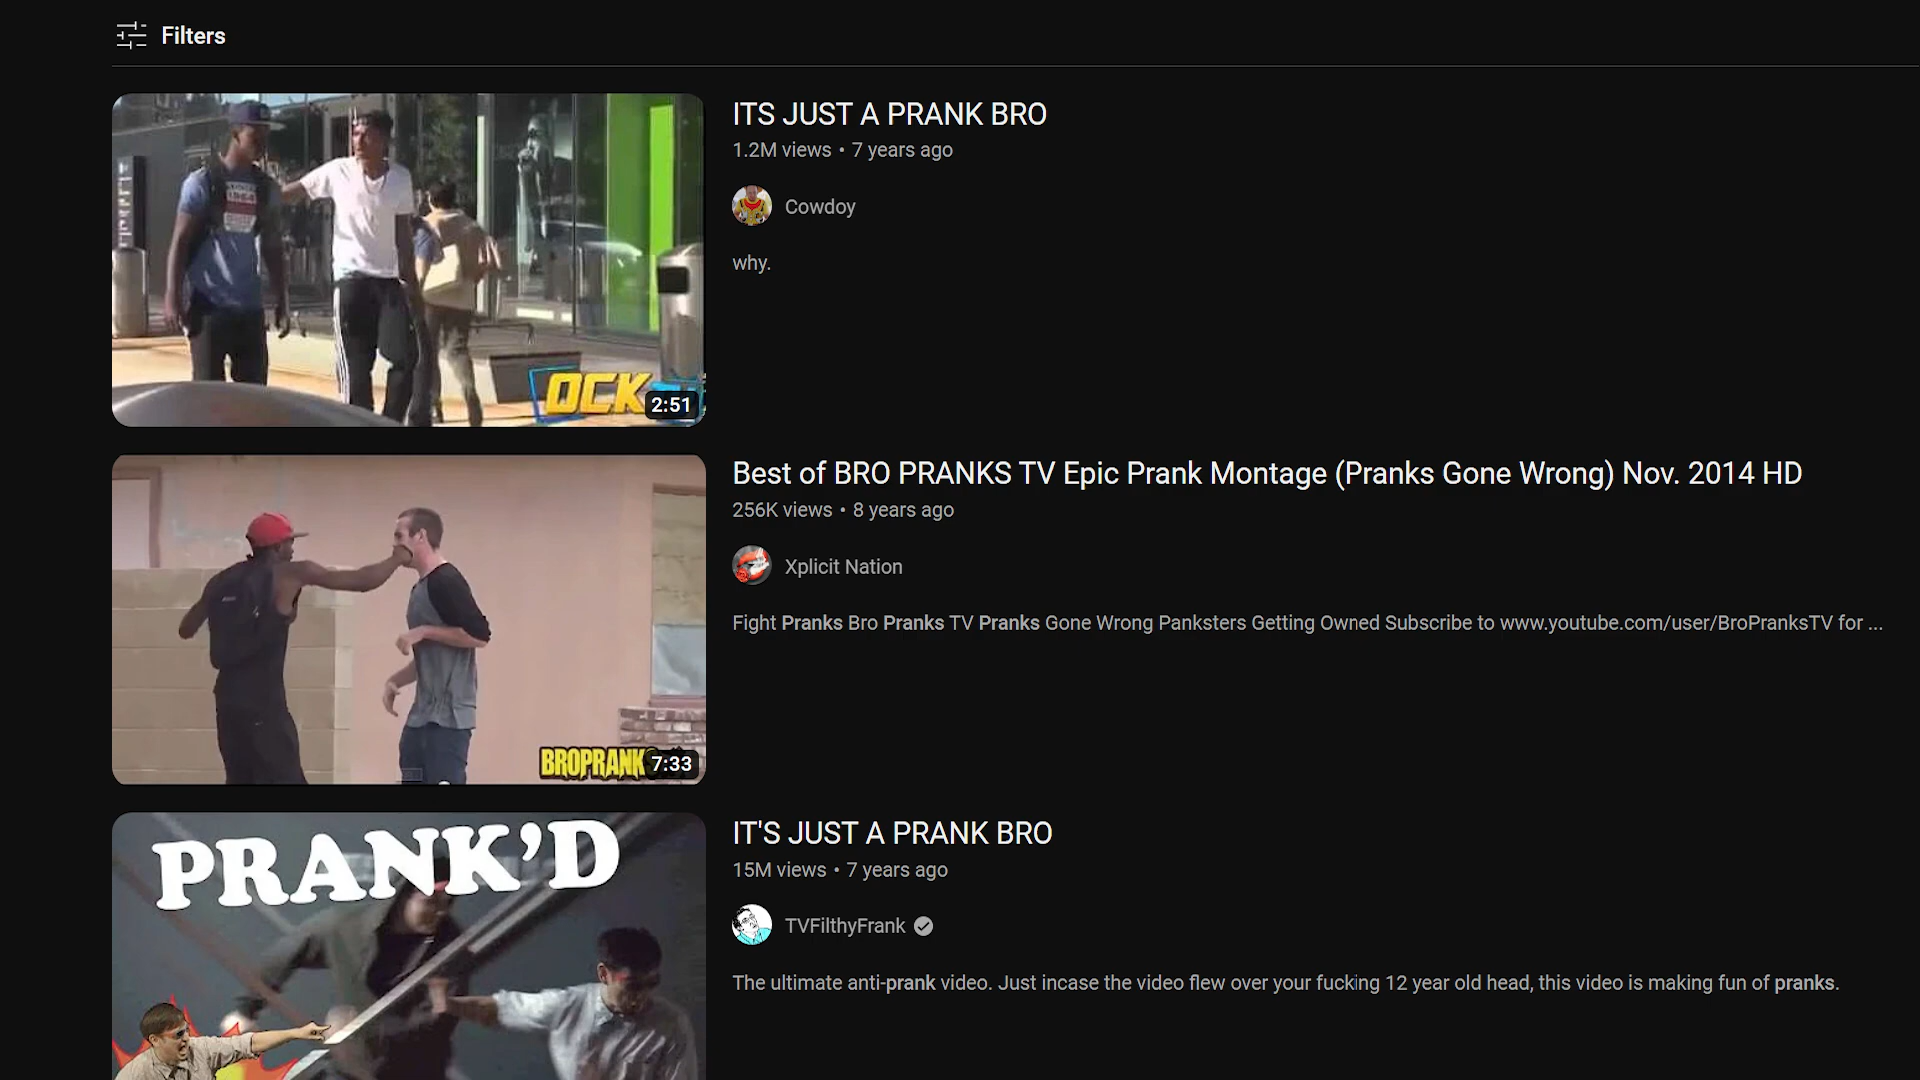 Filters
ITS JUST A PRANK BRO
1.2M views • 7 years ago
Cowdoy
why.
OCK
2:51
Best of BRO PRANKS TV Epic Prank Montage (Pranks Gone Wrong) Nov. 2014 HD
256K views • 8 years ago
Xplicit Nation
Fight Pranks Bro Pranks TV Pranks Gone Wrong Panksters Getting Owned Subscribe to www.youtube.com/user/BroPranksTV for ...
BROPRANKS
7:33
PRANK'D
IT'S JUST A PRANK BRO
15M views • 7 years ago
TVFilthyFrank
The ultimate anti-prank video. Just incase the video flew over your fucking 12 year old head, this video is making fun of pranks.